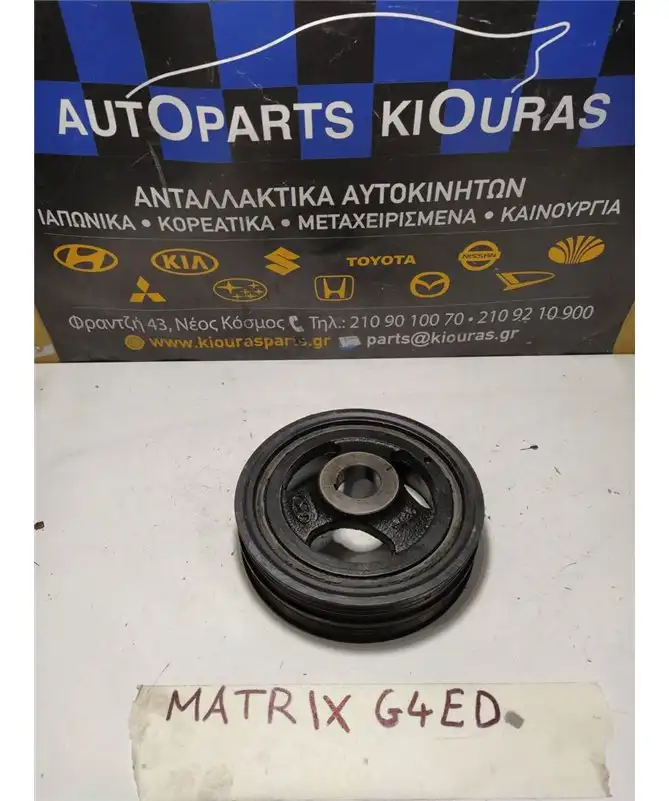 AUTOPARTS KIOURAS
ΑΝΤΑΛΛΑΚΤΙΚΑ ΑΥΤΟΚΙΝΗΤΩΝ
ΙΑΠΩΝΙΚΑ • ΚΟΡΕΑΤΙΚΑ • ΜΕΤΑΧΕΙΡΙΣΜΕΝΑ • ΚΑΙΝΟΥΡΓΙΑ
KIA TOYOTA NISSAN
Φραντζή 43, Νέος Κόσμος Τηλ.: 210 90 100 70 • 210 92 10 900
www.kiourasparts.gr parts@kiouras.gr
MATRIX G4ED